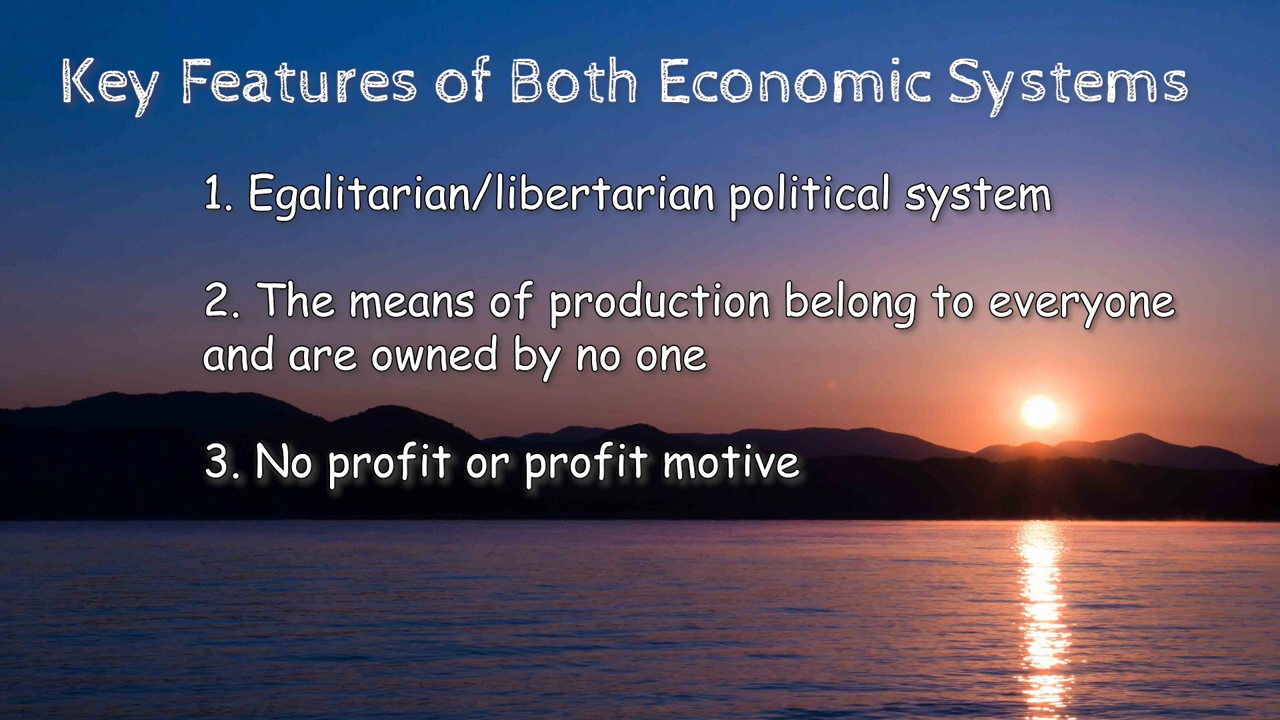 Key Features of Both Economic Systems
1. Egalitarian/libertarian political system
2. The means of production belong to everyone
and are owned by no one
3. No profit or profit motive